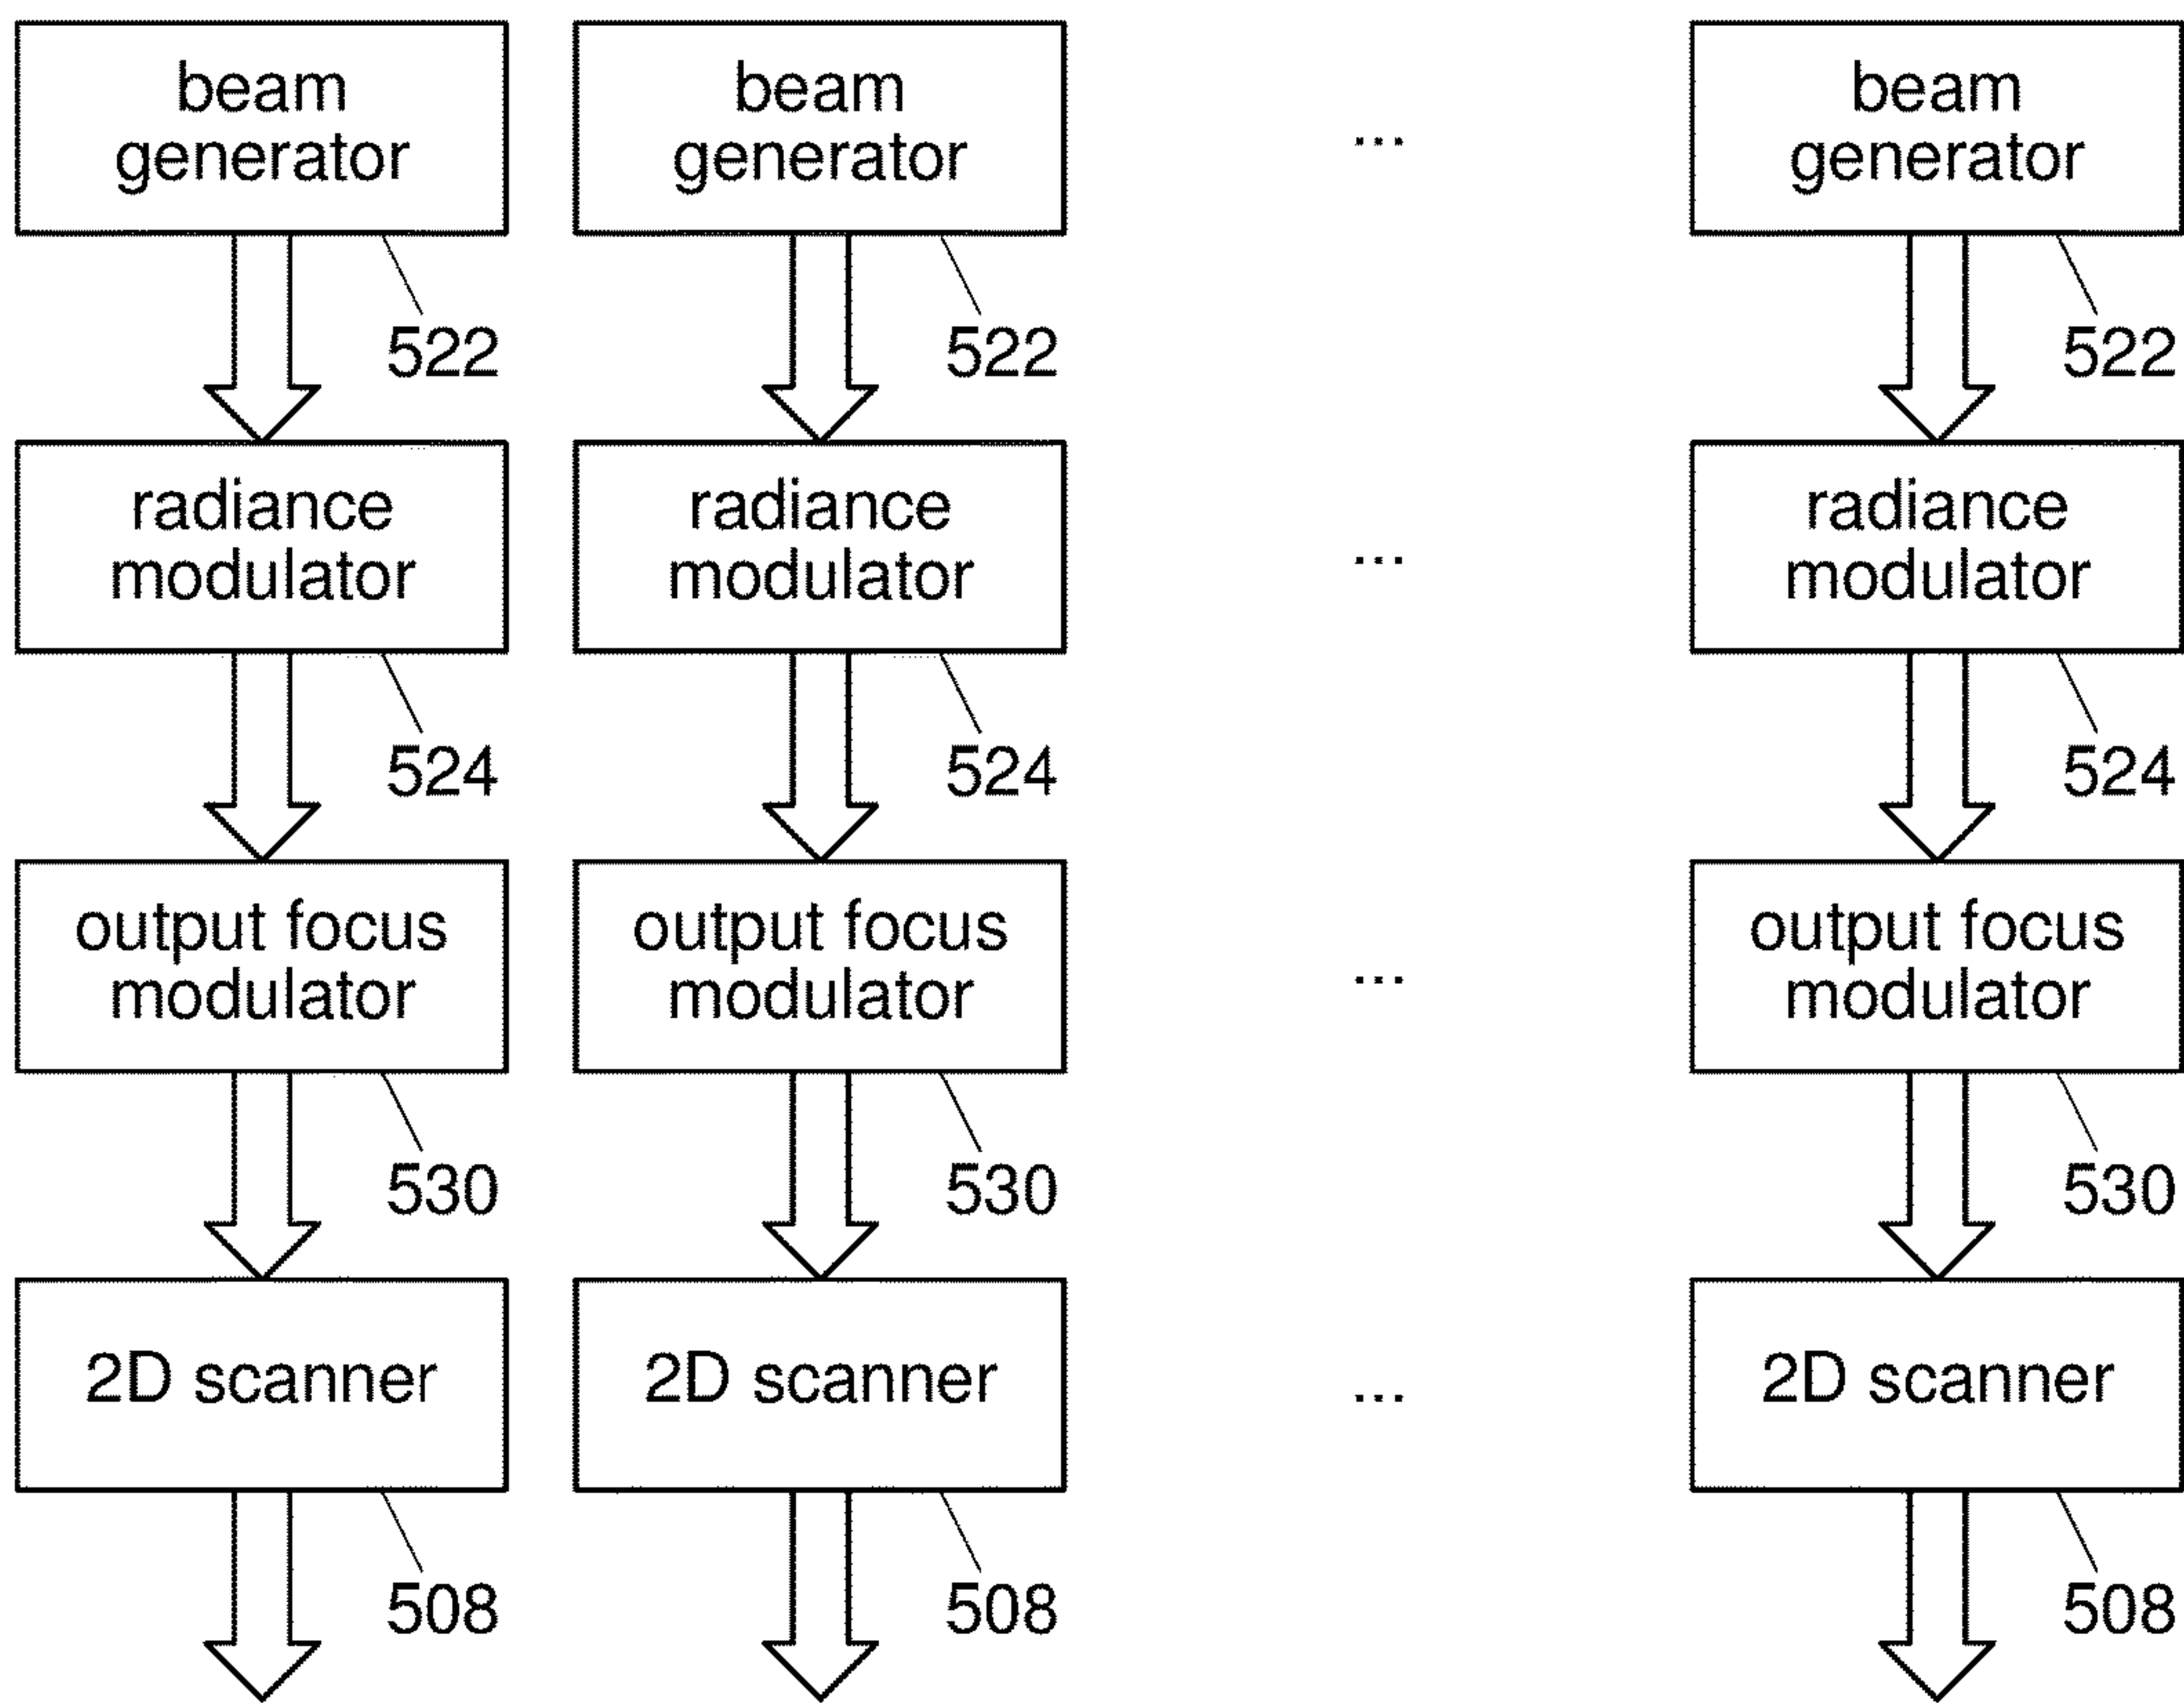 beam
generator
beam
generator
...
beam
generator
522
522
522
radiance
modulator
radiance
modulator
...
radiance
modulator
524
524
524
output focus
modulator
output focus
modulator
...
output focus
modulator
530
530
530
2D scanner
2D scanner
...
2D scanner
508
508
508